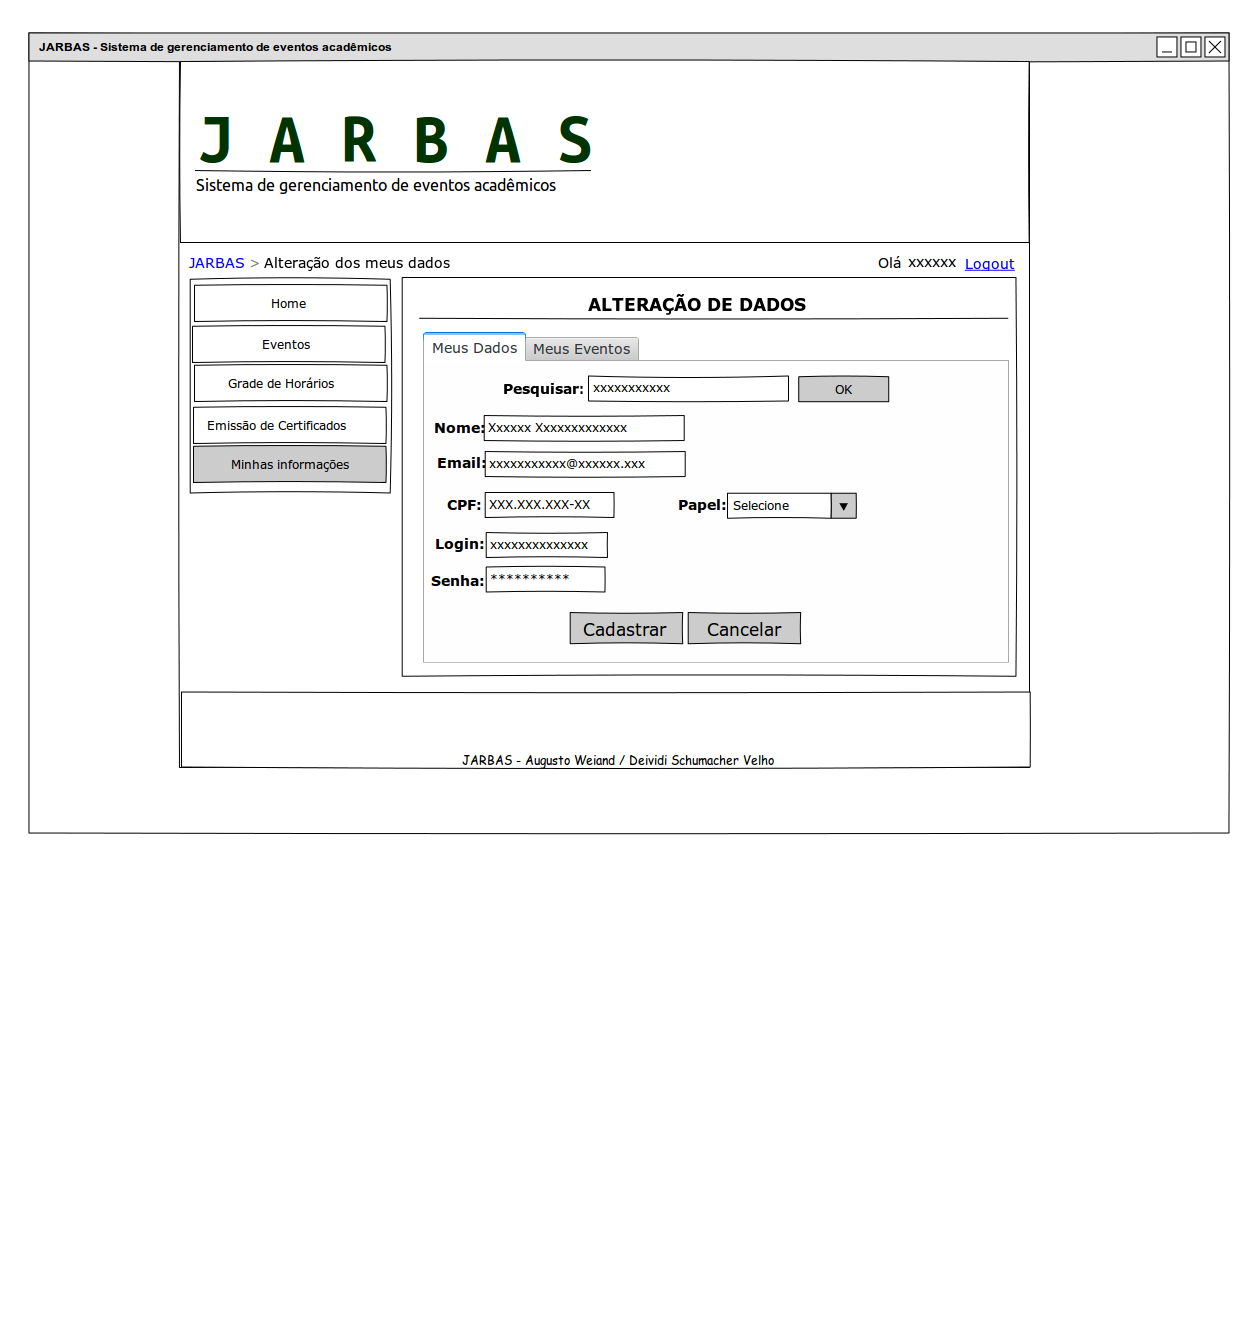 JARBAS - Sistema de gerenciamento de eventos acadêmicos
J A R B A S
Sistema de gerenciamento de eventos acadêmicos
JARBAS > Alteração dos meus dados
Olá xxxxxx Logout
Home
Eventos
Grade de Horários
Emissão de Certificados
Minhas informações
ALTERAÇÃO DE DADOS
Meus Dados Meus Eventos
Pesquisar: xxxxxxxxxxx OK
Nome: Xxxxxx Xxxxxxxxxxxxx
Email: xxxxxxxxxxx@xxxxxx.xxx
CPF: XXX.XXX.XXX-XX Papel: Selecione
Login: xxxxxxxxxxxxxx
Senha: **********
Cadastrar Cancelar
JARBAS - Augusto Weiand / Deividi Schumacher Velho